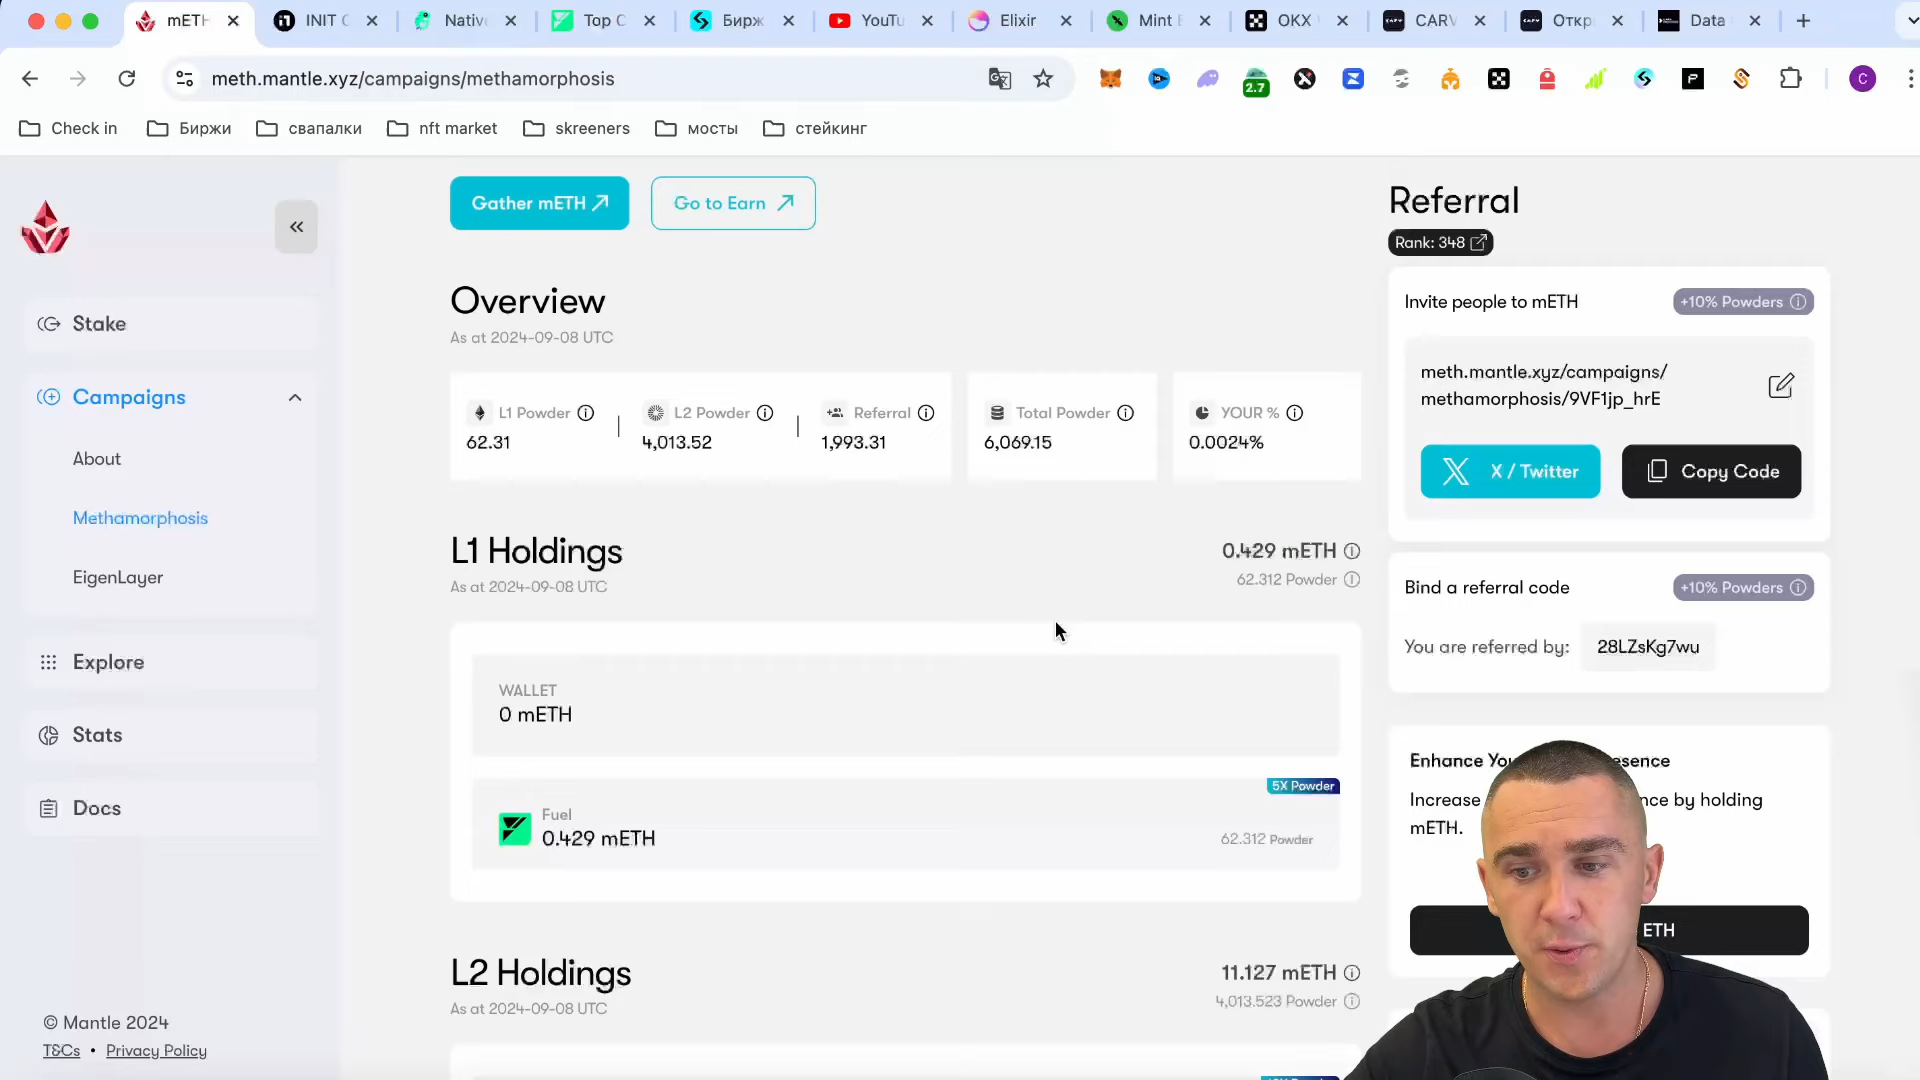 mETH
INIT C
Native
Top C
Бирж
YouTu
Elixir
Mint E
OKX
CARV
Откр
Data
meth.mantle.xyz/campaigns/methamorphosis
2.7
C
Check in
Биржи
свапалки
nft market
skreeners
мосты
стейкинг
Stake
Campaigns
About
Methamorphosis
EigenLayer
Explore
Stats
Docs
© Mantle 2024
T&Cs • Privacy Policy
Gather mETH
Go to Earn
Overview
As at 2024-09-08 UTC
L1 Powder
62.31
L2 Powder
4,013.52
Referral
1,993.31
Total Powder
6,069.15
YOUR %
0.0024%
L1 Holdings
As at 2024-09-08 UTC
0.429 mETH
62.312 Powder
WALLET
0 mETH
5X Powder
Fuel
0.429 mETH
62.312 Powder
L2 Holdings
As at 2024-09-08 UTC
11.127 mETH
4,013.523 Powder
Referral
Rank: 348
Invite people to mETH
+10% Powders
meth.mantle.xyz/campaigns/
methamorphosis/9VF1jp_hrE
X / Twitter
Copy Code
Bind a referral code
+10% Powders
You are referred by: 28LZsKg7wu
Enhance You esence
Increase nce by holding
mETH.
ETH